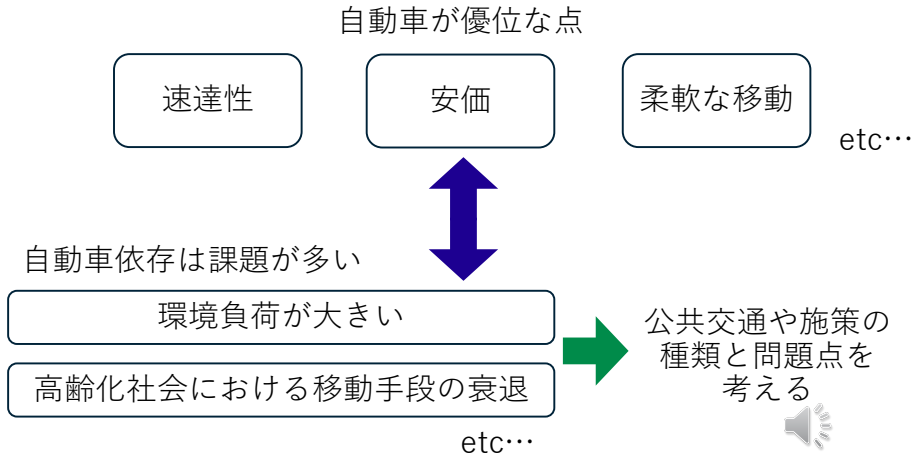 自動車が優位な点
速達性
安価
柔軟な移動
etc…
自動車依存は課題が多い
環境負荷が大きい
高齢化社会における移動手段の衰退
etc…
公共交通や施策の
種類と問題点を
考える